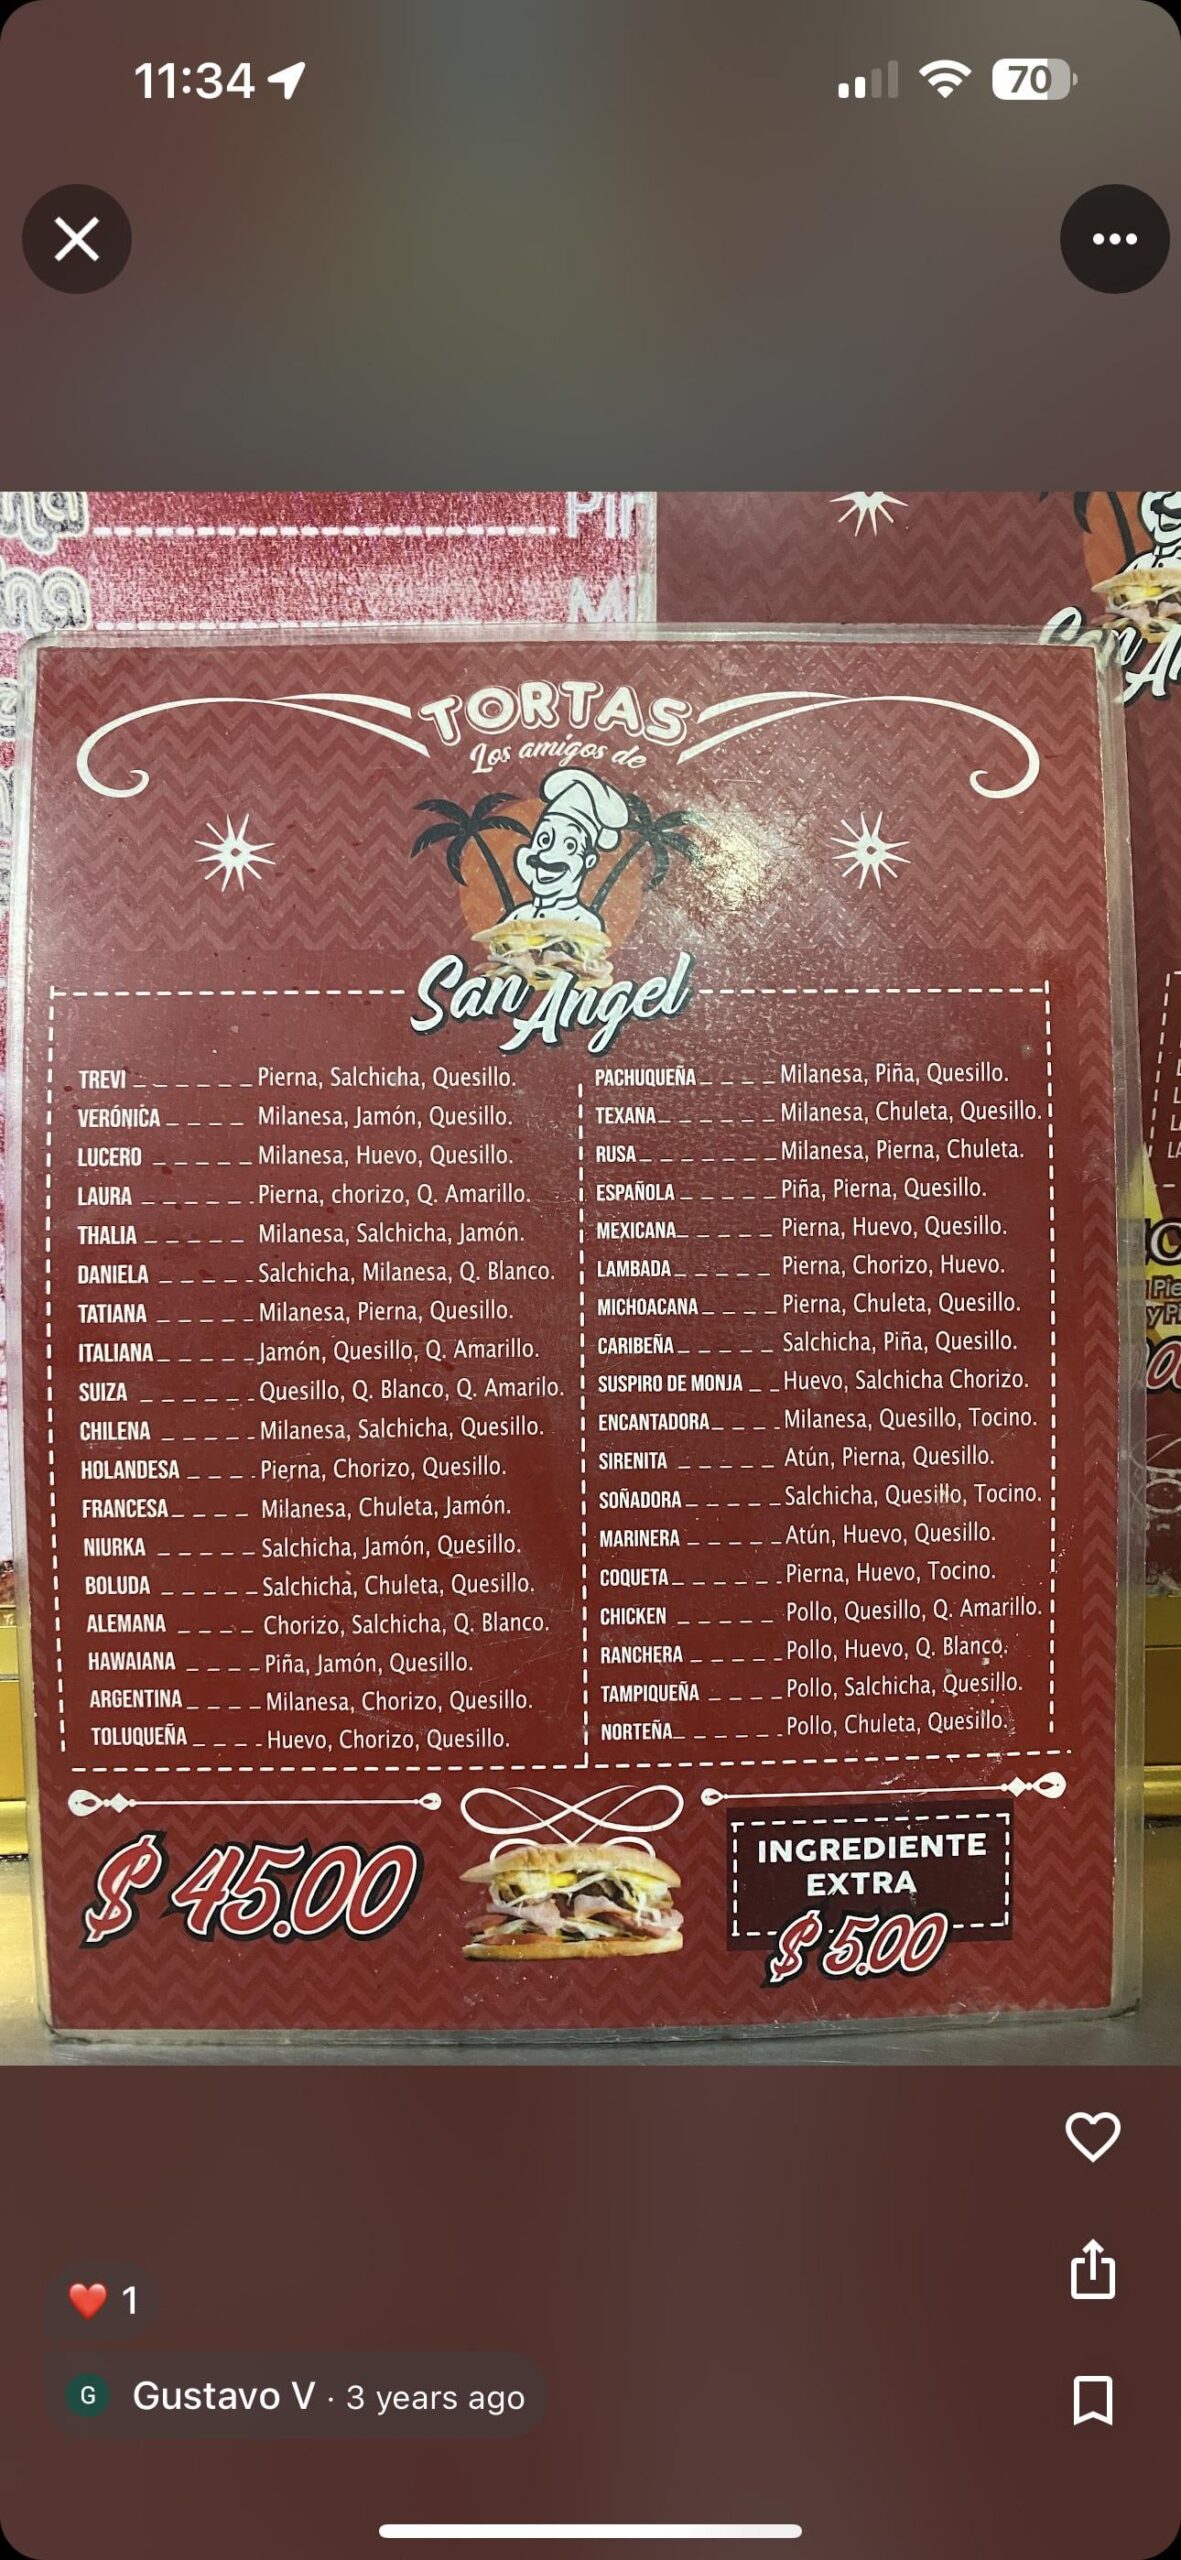 11:34
70
Pin
Mi
TORTAS
Los amigos de
San Angel
TREVI Pierna, Salchicha, Quesillo.
VERÓNICA Milanesa, Jamón, Quesillo.
LUCERO Milanesa, Huevo, Quesillo.
LAURA Pierna, chorizo, Q. Amarillo.
THALIA Milanesa, Salchicha, Jamón.
DANIELA Salchicha, Milanesa, Q. Blanco.
TATIANA Milanesa, Pierna, Quesillo.
ITALIANA Jamón, Quesillo, Q. Amarillo.
SUIZA Quesillo, Q. Blanco, Q. Amarilo.
CHILENA Milanesa, Salchicha, Quesillo.
HOLANDESA Pierna, Chorizo, Quesillo.
FRANCESA Milanesa, Chuleta, Jamón.
NIURKA Salchicha, Jamón, Quesillo.
BOLUDA Salchicha, Chuleta, Quesillo.
ALEMANA Chorizo, Salchicha, Q. Blanco.
HAWAIANA Piña, Jamón, Quesillo.
ARGENTINA Milanesa, Chorizo, Quesillo.
TOLUQUEÑA Huevo, Chorizo, Quesillo.
PACHUQUEÑA Milanesa, Piña, Quesillo.
TEXANA Milanesa, Chuleta, Quesillo.
RUSA Milanesa, Pierna, Chuleta.
ESPAÑOLA Piña, Pierna, Quesillo.
MEXICANA Pierna, Huevo, Quesillo.
LAMBADA Pierna, Chorizo, Huevo.
MICHOACANA Pierna, Chuleta, Quesillo.
CARIBEÑA Salchicha, Piña, Quesillo.
SUSPIRO DE MONJA Huevo, Salchicha Chorizo.
ENCANTADORA Milanesa, Quesillo, Tocino.
SIRENITA Atún, Pierna, Quesillo.
SOÑADORA Salchicha, Quesillo, Tocino.
MARINERA Atún, Huevo, Quesillo.
COQUETA Pierna, Huevo, Tocino.
CHICKEN Pollo, Quesillo, Q. Amarillo.
RANCHERA Pollo, Huevo, Q. Blanco.
TAMPIQUEÑA Pollo, Salchicha, Quesillo.
NORTEÑA Pollo, Chuleta, Quesillo.
$ 45.00
INGREDIENTE
EXTRA
$ 5.00
1
G Gustavo V · 3 years ago